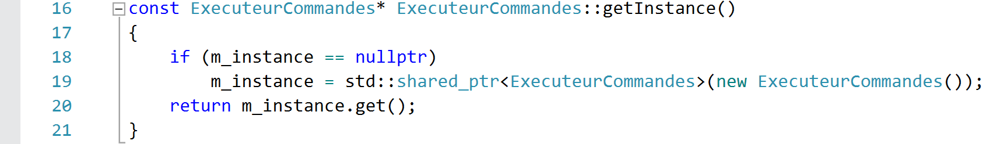 16 const ExecuteurCommandes* ExecuteurCommandes::getInstance()
17 {
18     if (m_instance == nullptr)
19         m_instance = std::shared_ptr<ExecuteurCommandes>(new ExecuteurCommandes());
20     return m_instance.get();
21 }